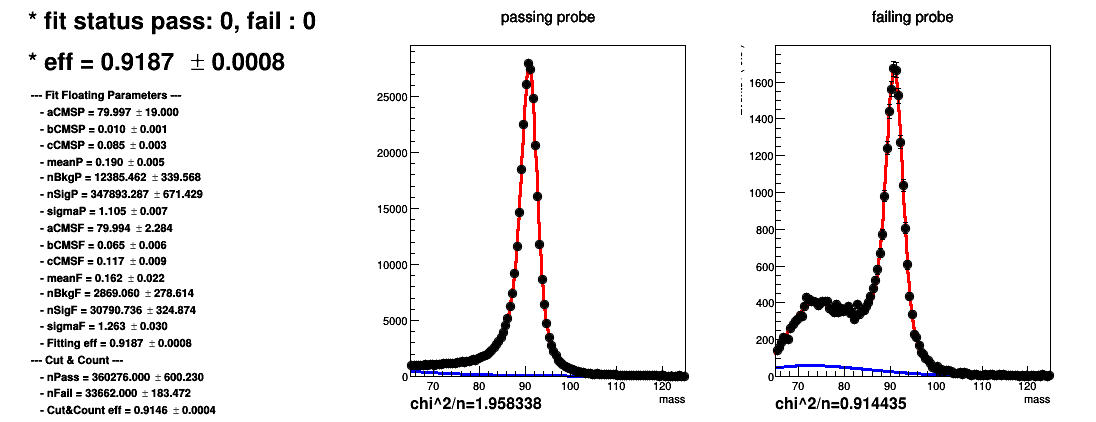 * fit status pass: 0, fail : 0
* eff = 0.9187 ± 0.0008
--- Fit Floating Parameters ---
- aCMSP = 79.997 ± 19.000
- bCMSP = 0.010 ± 0.001
- cCMSP = 0.085 ± 0.003
- meanP = 0.190 ± 0.005
- nBkgP = 12385.462 ± 339.568
- nSigP = 347893.287 ± 671.429
- sigmaP = 1.105 ± 0.007
- aCMSF = 79.994 ± 2.284
- bCMSF = 0.065 ± 0.006
- cCMSF = 0.117 ± 0.009
- meanF = 0.162 ± 0.022
- nBkgF = 2869.060 ± 278.614
- nSigF = 30790.736 ± 324.874
- sigmaF = 1.263 ± 0.030
- Fitting eff = 0.9187 ± 0.0008
--- Cut & Count ---
- nPass = 360276.000 ± 600.230
- nFail = 33662.000 ± 183.472
- Cut&Count eff = 0.9146 ± 0.0004
passing probe
25000
20000
15000
10000
5000
0
70 80 90 100 110 120
mass
chi^2/n=1.958338
failing probe
1600
1400
1200
1000
800
600
400
200
0
70 80 90 100 110 120
mass
chi^2/n=0.914435